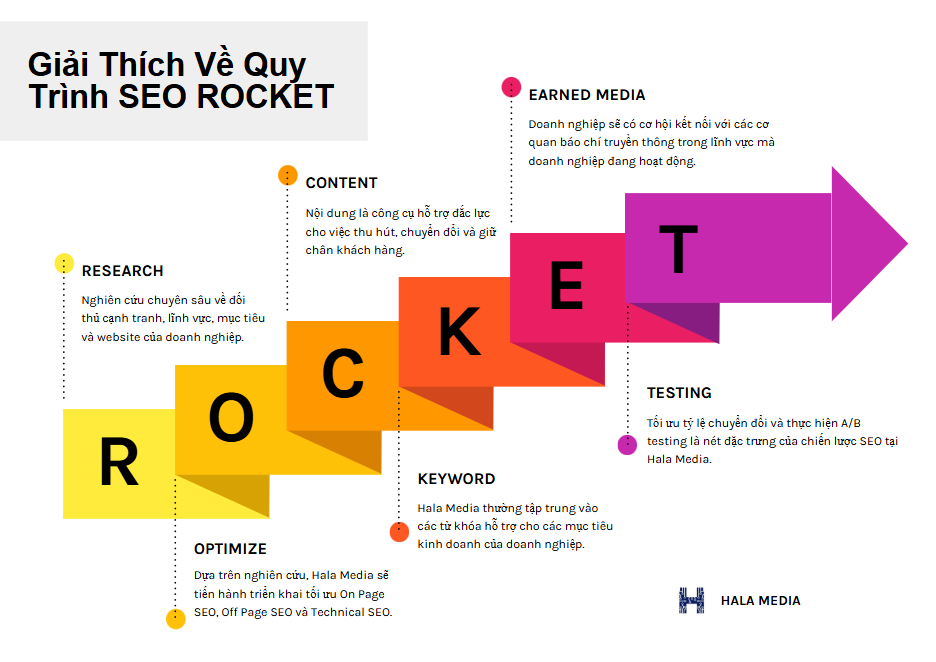 Giải Thích Về Quy
Trình SEO ROCKET
EARNED MEDIA
Doanh nghiệp sẽ có cơ hội kết nối với các cơ
quan báo chí truyền thông trong lĩnh vực mà
doanh nghiệp đang hoạt động.
CONTENT
Nội dung là công cụ hỗ trợ đắc lực
cho việc thu hút, chuyển đổi và giữ
chân khách hàng.
RESEARCH
Nghiên cứu chuyên sâu về đối
thủ cạnh tranh, lĩnh vực, mục tiêu
và website của doanh nghiệp.
R
O
C
K
E
T
TESTING
Tối ưu tỷ lệ chuyển đổi và thực hiện A/B
testing là nét đặc trưng của chiến lược SEO tại
Hala Media.
KEYWORD
Hala Media thường tập trung vào
các từ khóa hỗ trợ cho các mục tiêu
kinh doanh của doanh nghiệp.
OPTIMIZE
Dựa trên nghiên cứu, Hala Media sẽ
tiến hành triển khai tối ưu On Page
SEO, Off Page SEO và Technical SEO.
HALA MEDIA